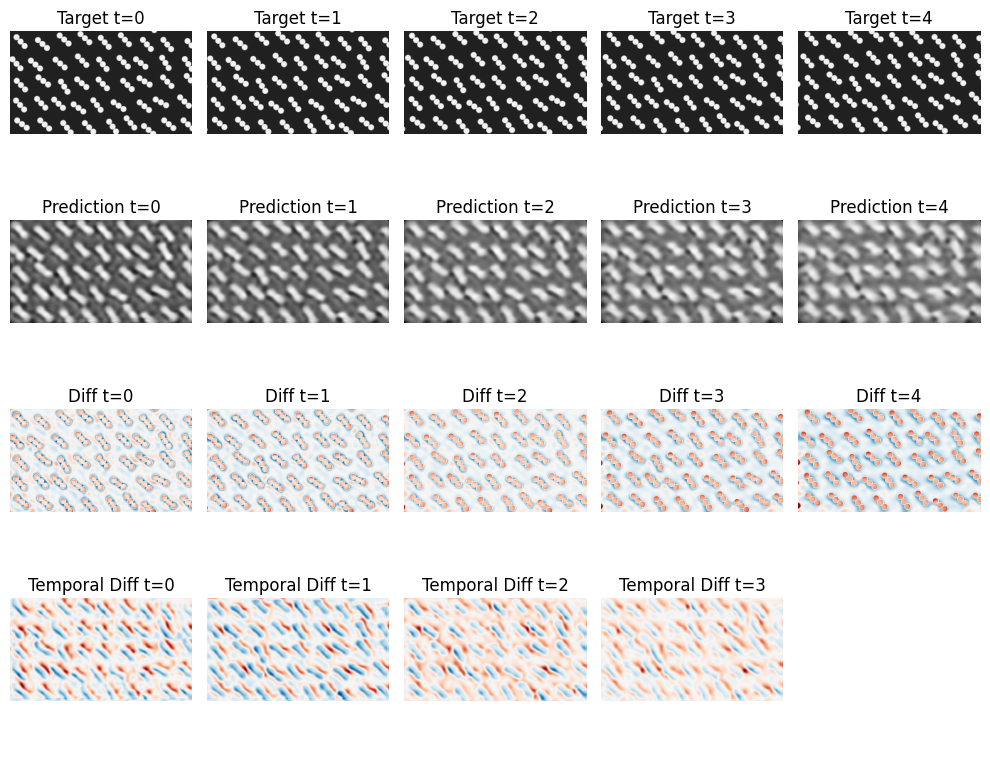 Target t=0 Target t=1 Target t=2 Target t=3 Target t=4
Prediction t=0 Prediction t=1 Prediction t=2 Prediction t=3 Prediction t=4
Diff t=0 Diff t=1 Diff t=2 Diff t=3 Diff t=4
Temporal Diff t=0 Temporal Diff t=1 Temporal Diff t=2 Temporal Diff t=3